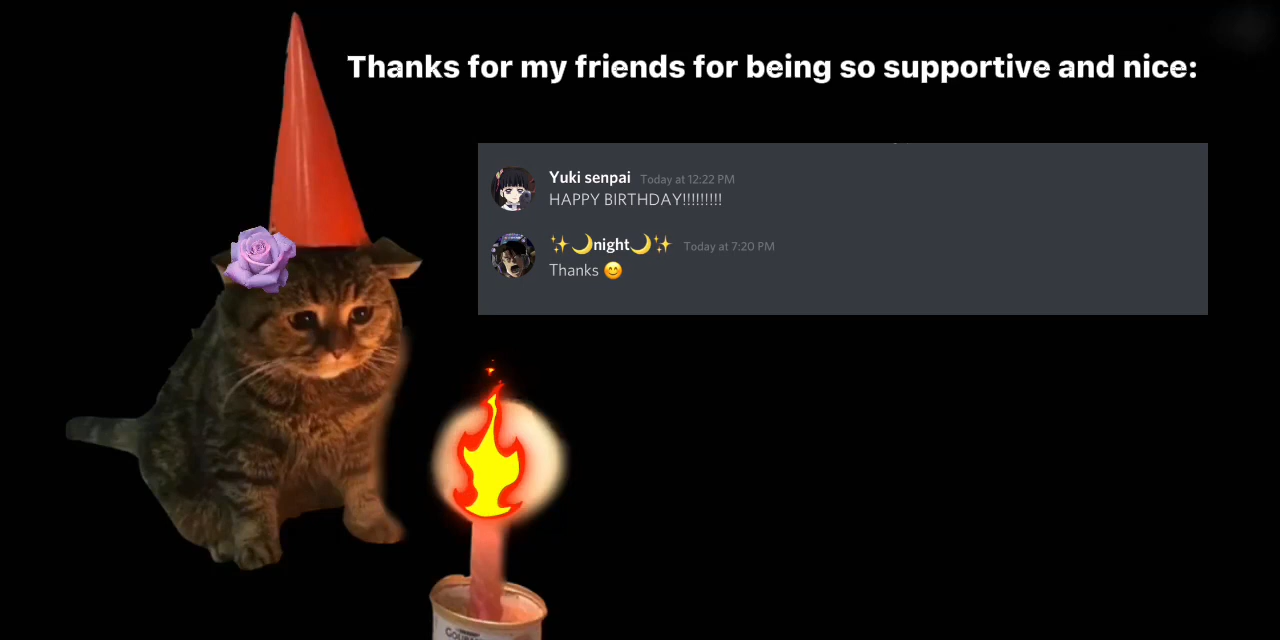 Thanks for my friends for being so supportive and nice:
Yuki senpai Today at 12:22 PM
HAPPY BIRTHDAY!!!!!!!!!
✨🌙night🌙✨ Today at 7:20 PM
Thanks 😊